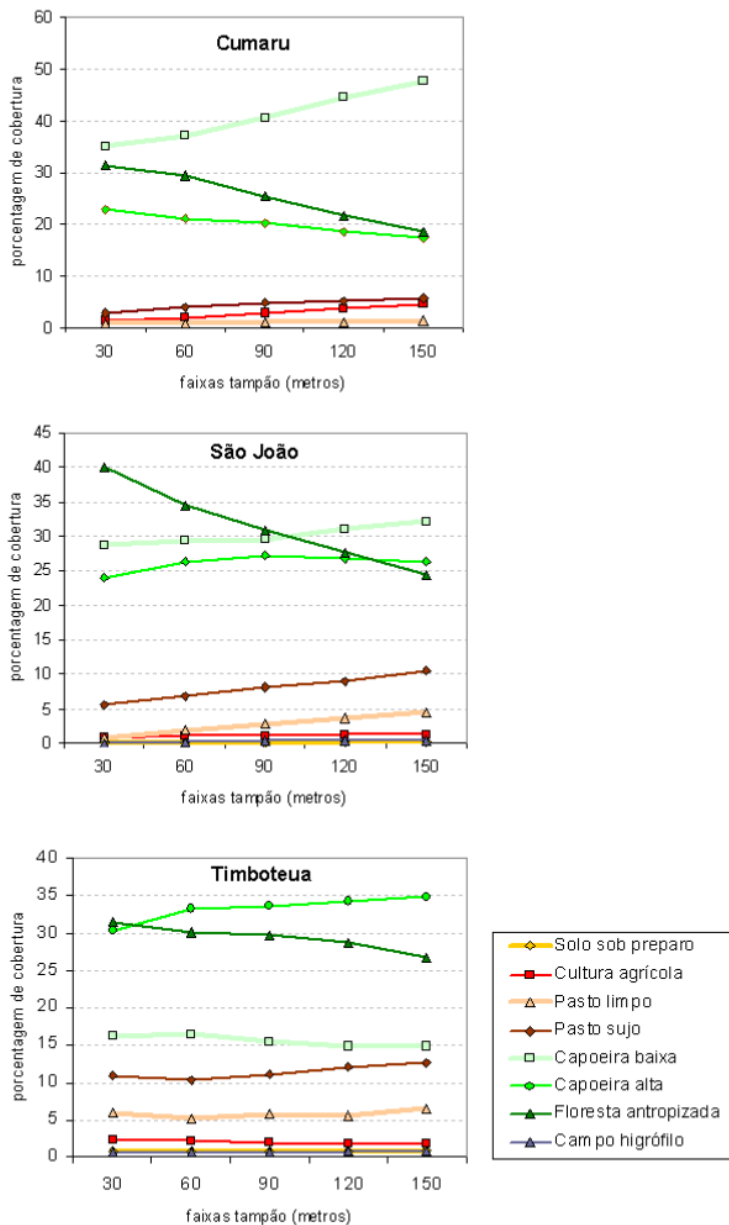 Cumaru
porcentagem de cobertura
60
50
40
30
20
10
0
30 60 90 120 150
faixas tampão (metros)
São João
porcentagem de cobertura
45
40
35
30
25
20
15
10
5
0
30 60 90 120 150
faixas tampão (metros)
Timboteua
porcentagem de cobertura
40
35
30
25
20
15
10
5
0
30 60 90 120 150
faixas tampão (metros)
Solo sob preparo
Cultura agrícola
Pasto limpo
Pasto sujo
Capoeira baixa
Capoeira alta
Floresta antropizada
Campo higrófilo